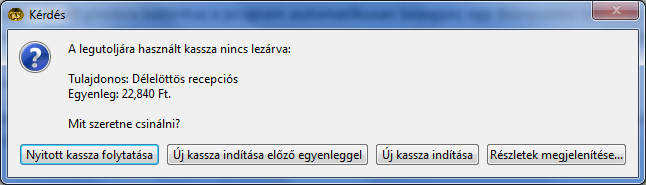 Kérdés
A legutoljára használt kassza nincs lezárva:
Tulajdonos: Délelöttös recepciós
Egyenleg: 22,840 Ft.
Mit szeretne csinálni?
Nyitott kassza folytatása
Új kassza indítása előző egyenleggel
Új kassza indítása
Részletek megjelenítése...